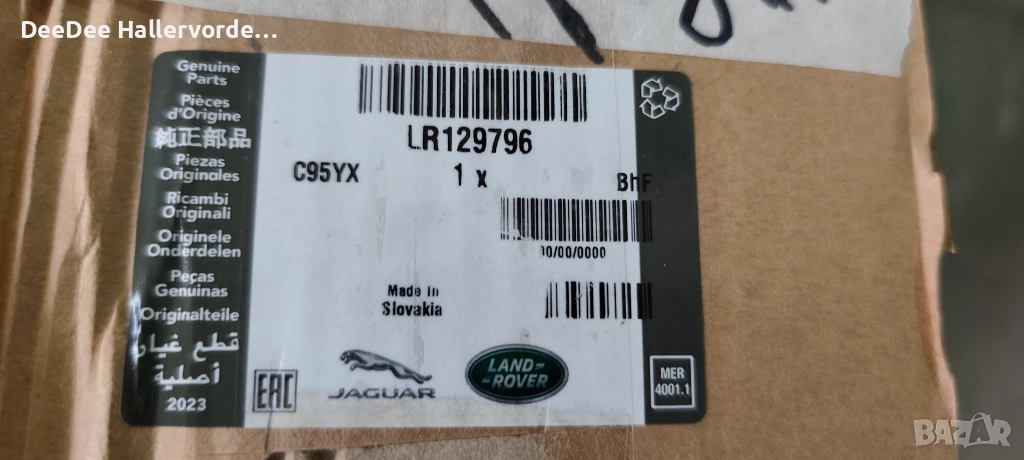 DeeDee Hallervorde...
Genuine
Parts
Pièces
d'Origine
純正部品
Piezas
Originales
Ricambi
Originali
Originele
Onderdelen
Peças
Genuinas
Originalteile
قطع غيار
أصلية
2023
LR129796
C95YX 1 x BhF
00/00/0000
Made in
Slovakia
EAC
JAGUAR
LAND-
-ROVER
MER
4001.1
BAZAR